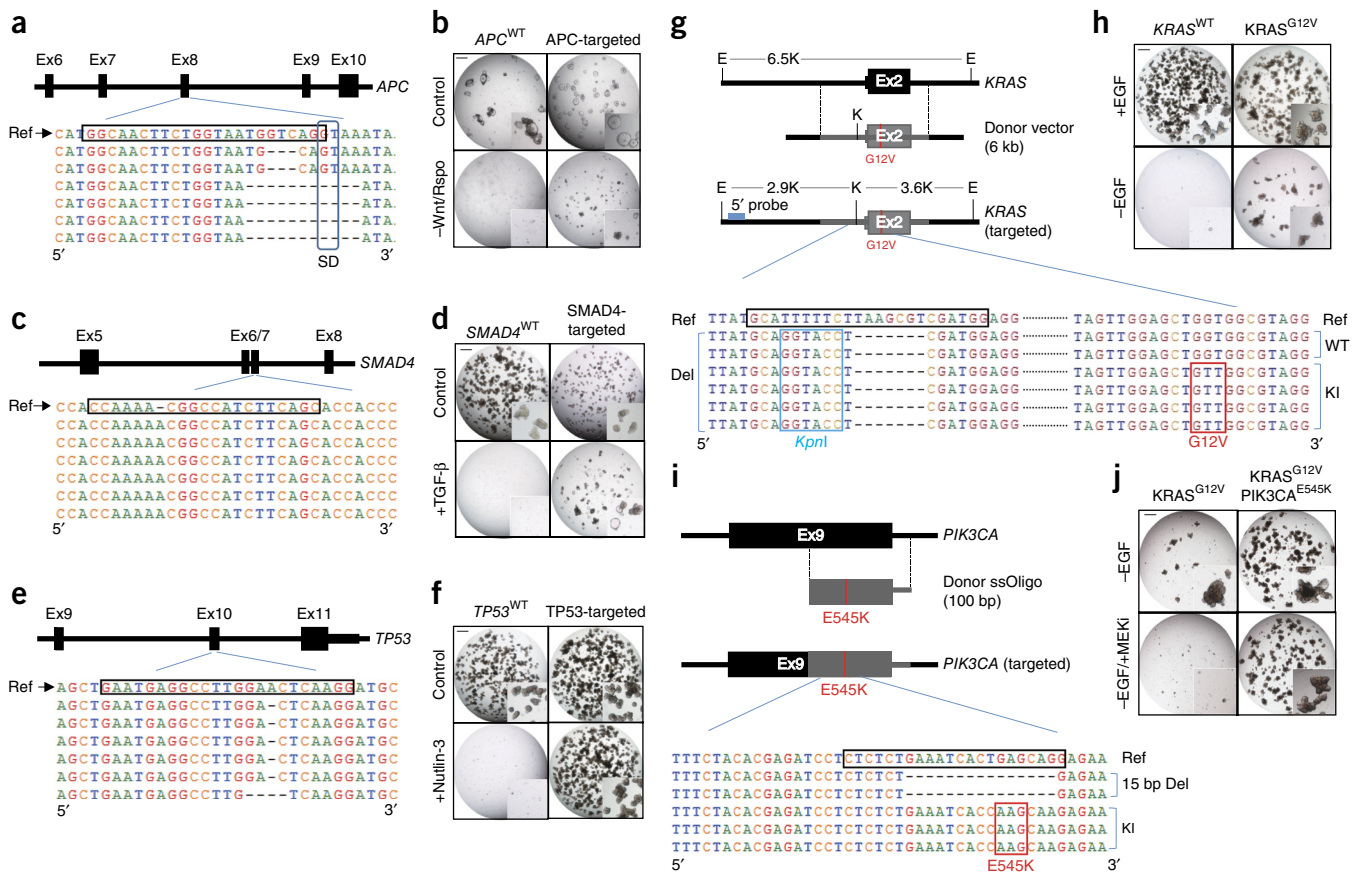 a
Ex6 Ex7 Ex8 Ex9 Ex10
APC
Ref CATGGCAACTTCTGGTAATGGTCAGGTAAATA.
CATGGCAACTTCTGGTAATG---CAGTAAATA.
CATGGCAACTTCTGGTAATG---CAGTAAATA.
CATGGCAACTTCTGGTAA-----------ATA.
CATGGCAACTTCTGGTAA-----------ATA.
CATGGCAACTTCTGGTAA-----------ATA.
CATGGCAACTTCTGGTAA-----------ATA.
5′ SD 3′
b
APCWT APC-targeted
Control
–Wnt/Rspo
c
Ex5 Ex6/7 Ex8
SMAD4
Ref CCACCAAAA-CGGCCATCTTCAGCACCACCC
CCACCAAAAACGGCCATCTTCAGCACCACCC
CCACCAAAAACGGCCATCTTCAGCACCACCC
CCACCAAAAACGGCCATCTTCAGCACCACCC
CCACCAAAAACGGCCATCTTCAGCACCACCC
CCACCAAAAACGGCCATCTTCAGCACCACCC
CCACCAAAAACGGCCATCTTCAGCACCACCC
5′ 3′
d
SMAD4WT SMAD4-targeted
Control
+TGF-β
e
Ex9 Ex10 Ex11
TP53
Ref AGCTGAATGAGGCCTTGGAACTCAAGGATGC
AGCTGAATGAGGCCTTGGA-CTCAAGGATGC
AGCTGAATGAGGCCTTGGA-CTCAAGGATGC
AGCTGAATGAGGCCTTGGA-CTCAAGGATGC
AGCTGAATGAGGCCTTGGA-CTCAAGGATGC
AGCTGAATGAGGCCTTGGA-CTCAAGGATGC
AGCTGAATGAGGCCTTG----TCAAGGATGC
5′ 3′
f
TP53WT TP53-targeted
Control
+Nutlin-3
g
E 6.5K E
Ex2 KRAS
K
Ex2 Donor vector
G12V (6 kb)
E 2.9K K 3.6K E
5′ probe
Ex2 KRAS
G12V (targeted)
Ref TTATGCATTTTTCTTAAGCGTCGATGGAGG TAGTTGGAGCTGGTGGCGTAGG Ref
TTATGCAGGTACCT------CGATGGAGG TAGTTGGAGCTGGTGGCGTAGG WT
TTATGCAGGTACCT------CGATGGAGG TAGTTGGAGCTGGTGGCGTAGG
Del TTATGCAGGTACCT------CGATGGAGG TAGTTGGAGCTGTTGGCGTAGG KI
TTATGCAGGTACCT------CGATGGAGG TAGTTGGAGCTGTTGGCGTAGG
TTATGCAGGTACCT------CGATGGAGG TAGTTGGAGCTGTTGGCGTAGG
TTATGCAGGTACCT------CGATGGAGG TAGTTGGAGCTGTTGGCGTAGG
5′ KpnI G12V 3′
h
KRASWT KRASG12V
+EGF
–EGF
i
Ex9 PIK3CA
Donor ssOligo
E545K (100 bp)
Ex9 PIK3CA (targeted)
E545K
TTTCTACACGAGATCCTCTCTCTGAAATCACTGAGCAGGAGAA Ref
TTTCTACACGAGATCCTCTCTCT---------------GAGAA 15 bp Del
TTTCTACACGAGATCCTCTCTCT---------------GAGAA
TTTCTACACGAGATCCTCTCTCTGAAATCACCAAGCAAGAGAA KI
TTTCTACACGAGATCCTCTCTCTGAAATCACCAAGCAAGAGAA
TTTCTACACGAGATCCTCTCTCTGAAATCACCAAGCAAGAGAA
5′ E545K 3′
j
KRASG12V KRASG12V PIK3CAE545K
–EGF
–EGF/+MEKi